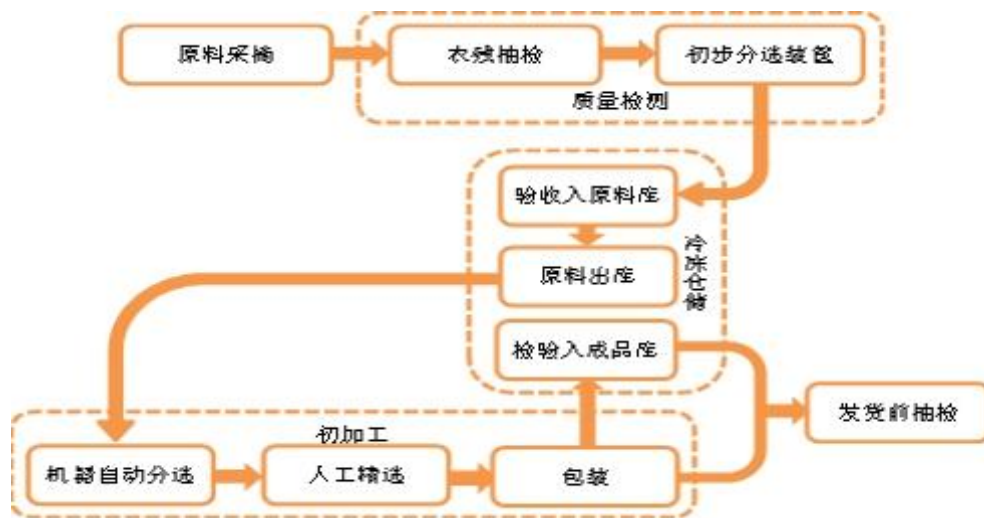 原料采摘
农残抽检
初步分选装筐
质量检测
验收入原料库
原料出库
冷冻仓储
检验入成品库
发货前抽检
初加工
机器自动分选
人工精选
包装